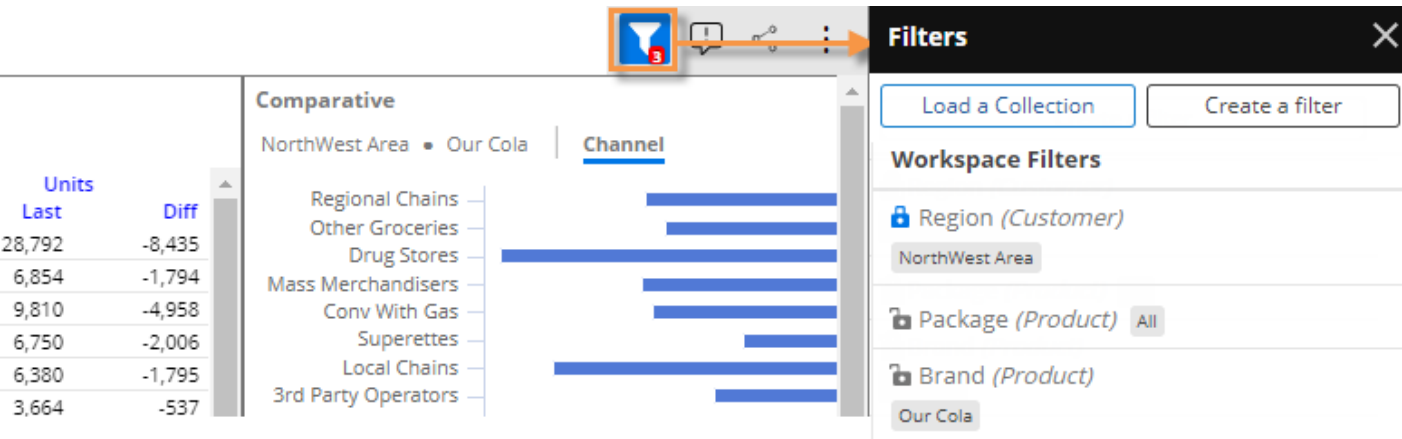 3
Filters
Load a Collection
Create a filter
Workspace Filters
Region (Customer)
NorthWest Area
Package (Product) All
Brand (Product)
Our Cola
Comparative
NorthWest Area • Our Cola Channel
Regional Chains
Other Groceries
Drug Stores
Mass Merchandisers
Conv With Gas
Superettes
Local Chains
3rd Party Operators
Units
Last Diff
28,792 -8,435
6,854 -1,794
9,810 -4,958
6,750 -2,006
6,380 -1,795
3,664 -537